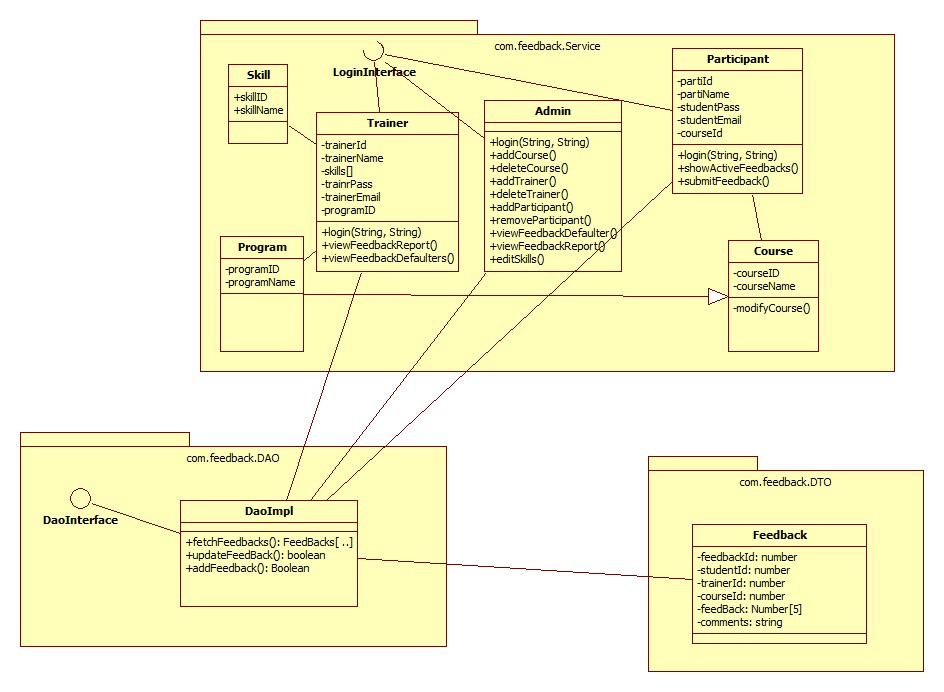 com.feedback.Service
LoginInterface
Skill
+skillID
+skillName
Trainer
-trainerId
-trainerName
-skills[]
-trainrPass
-trainerEmail
-programID
+login(String, String)
+viewFeedbackReport()
+viewFeedbackDefaulters()
Admin
+login(String, String)
+addCourse()
+deleteCourse()
+addTrainer()
+deleteTrainer()
+addParticipant()
+removeParticipant()
+viewFeedbackDefaulter()
+viewFeedbackReport()
+editSkills()
Participant
-partiId
-partiName
-studentPass
-studentEmail
-courseId
+login(String, String)
+showActiveFeedbacks()
+submitFeedback()
Program
-programID
-programName
Course
-courseID
-courseName
-modifyCourse()
com.feedback.DAO
DaoInterface
DaoImpl
+fetchFeedbacks(): FeedBacks[ ..]
+updateFeedBack(): boolean
+addFeedback(): Boolean
com.feedback.DTO
Feedback
-feedbackId: number
-studentId: number
-trainerId: number
-courseId: number
-feedBack: Number[5]
-comments: string